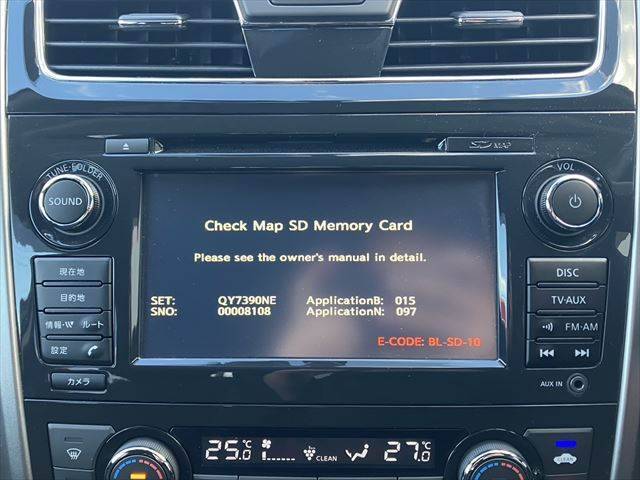 SD MAP
TUNE·FOLDER
VOL
SOUND
Check Map SD Memory Card
Please see the owner's manual in detail.
SET: QY7390NE ApplicationB: 015
SNO: 00008108 ApplicationN: 097
E-CODE: BL-SD-10
現在地
目的地
情報・VV ルート
設定
カメラ
DISC
TV·AUX
FM·AM
AUX IN
25.0℃
CLEAN
27.0℃
CLEAN